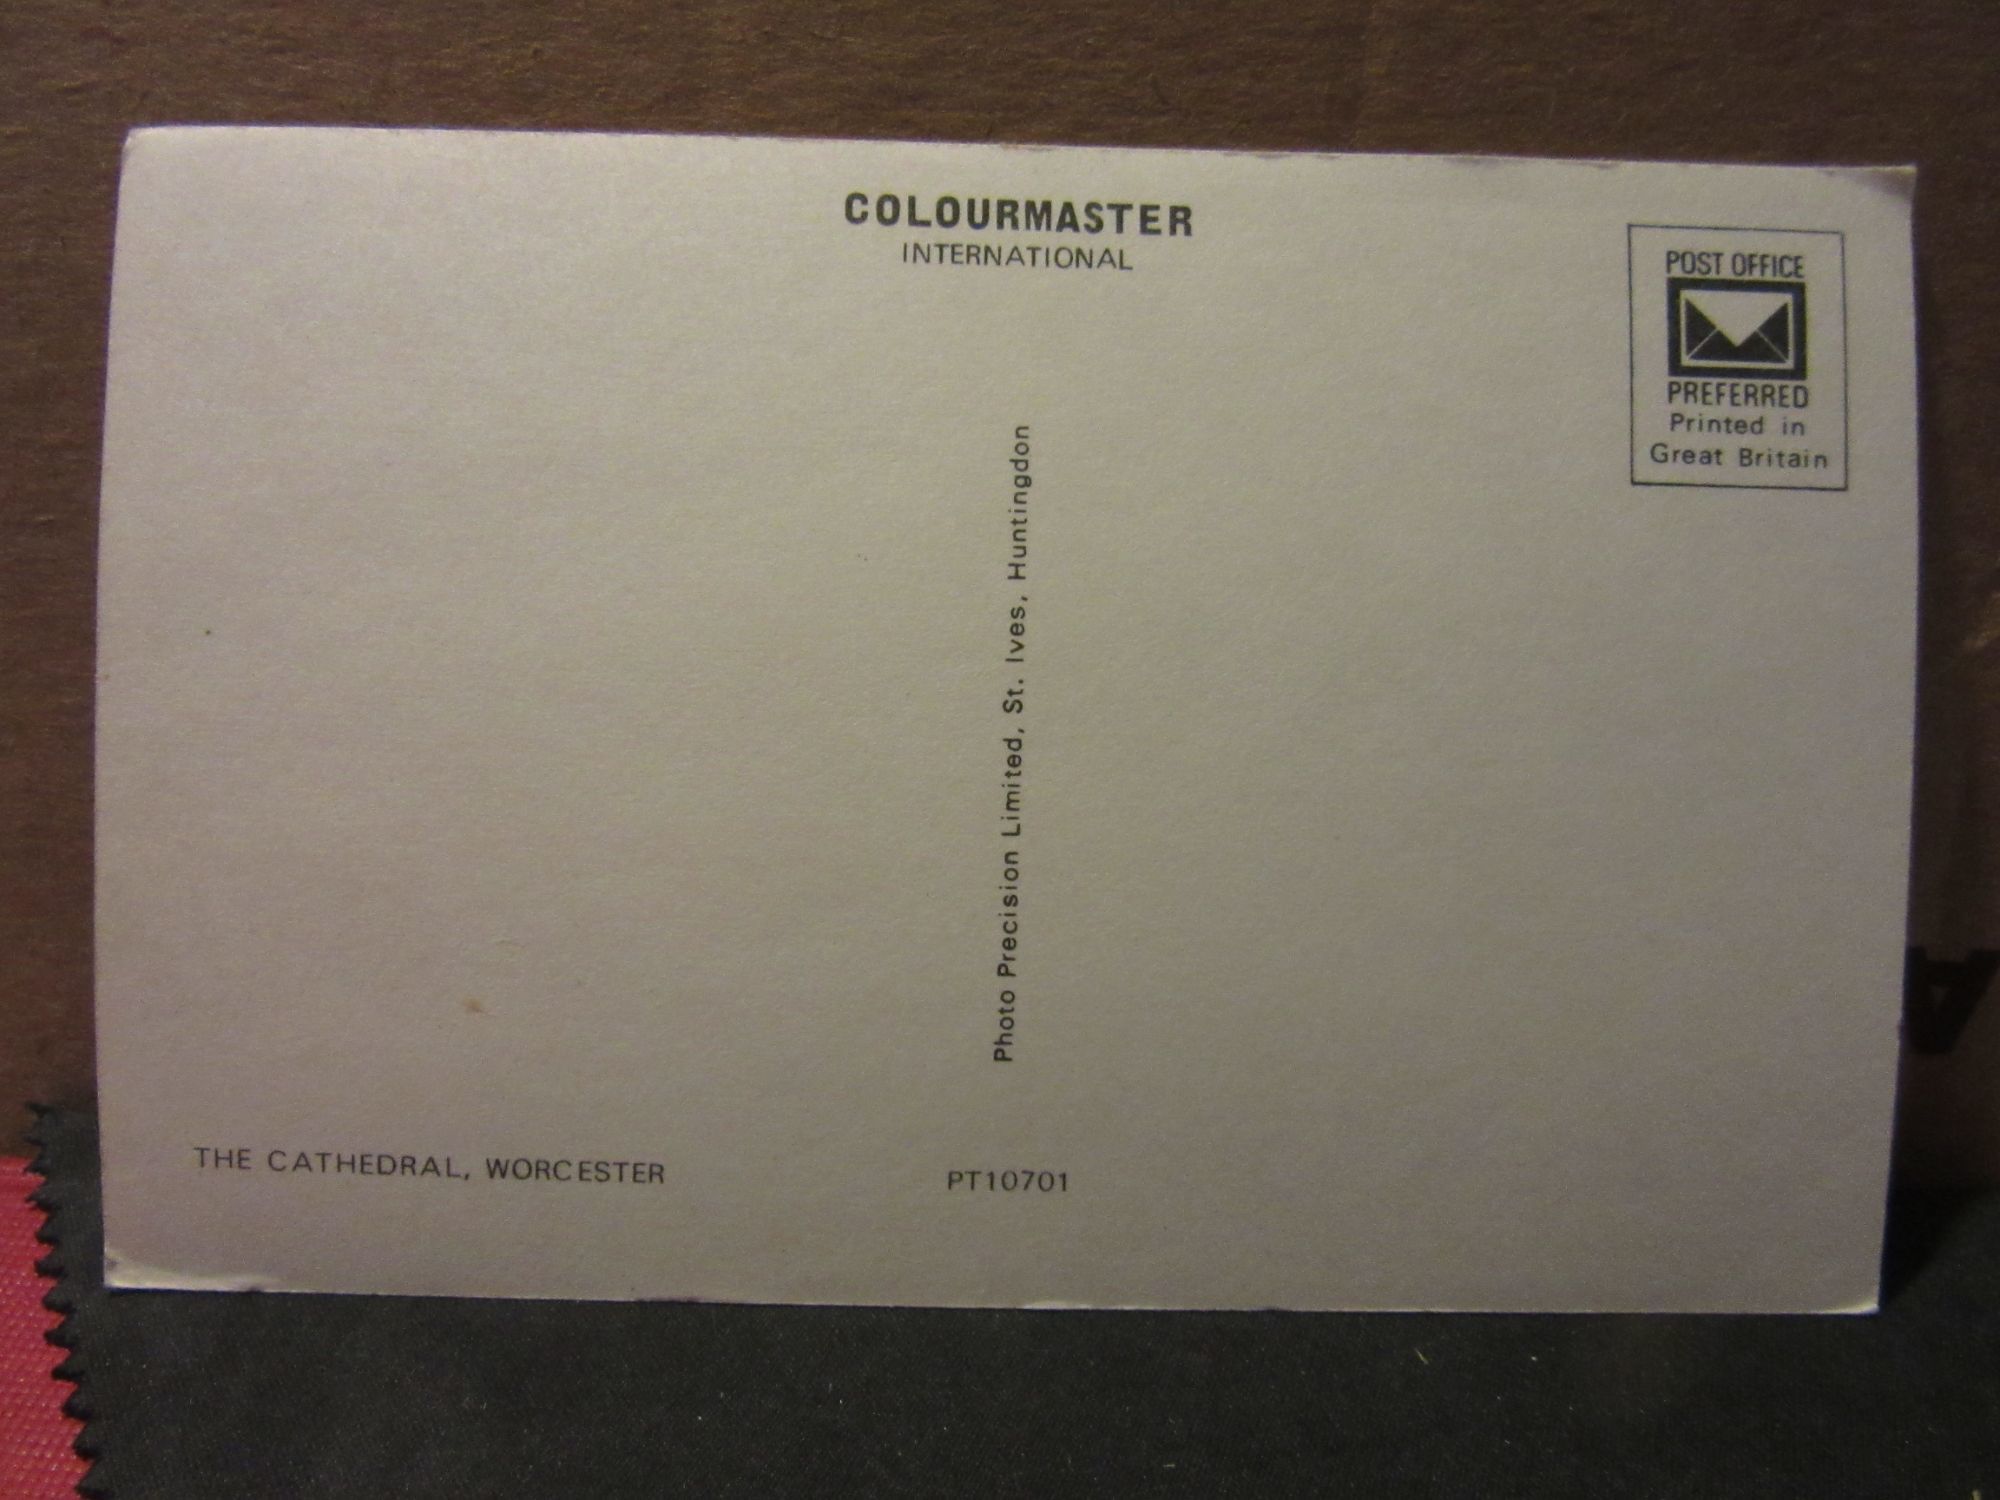 COLOURMASTER
INTERNATIONAL
POST OFFICE
PREFERRED
Printed in
Great Britain
Photo Precision Limited, St. Ives, Huntingdon
THE CATHEDRAL, WORCESTER
PT10701